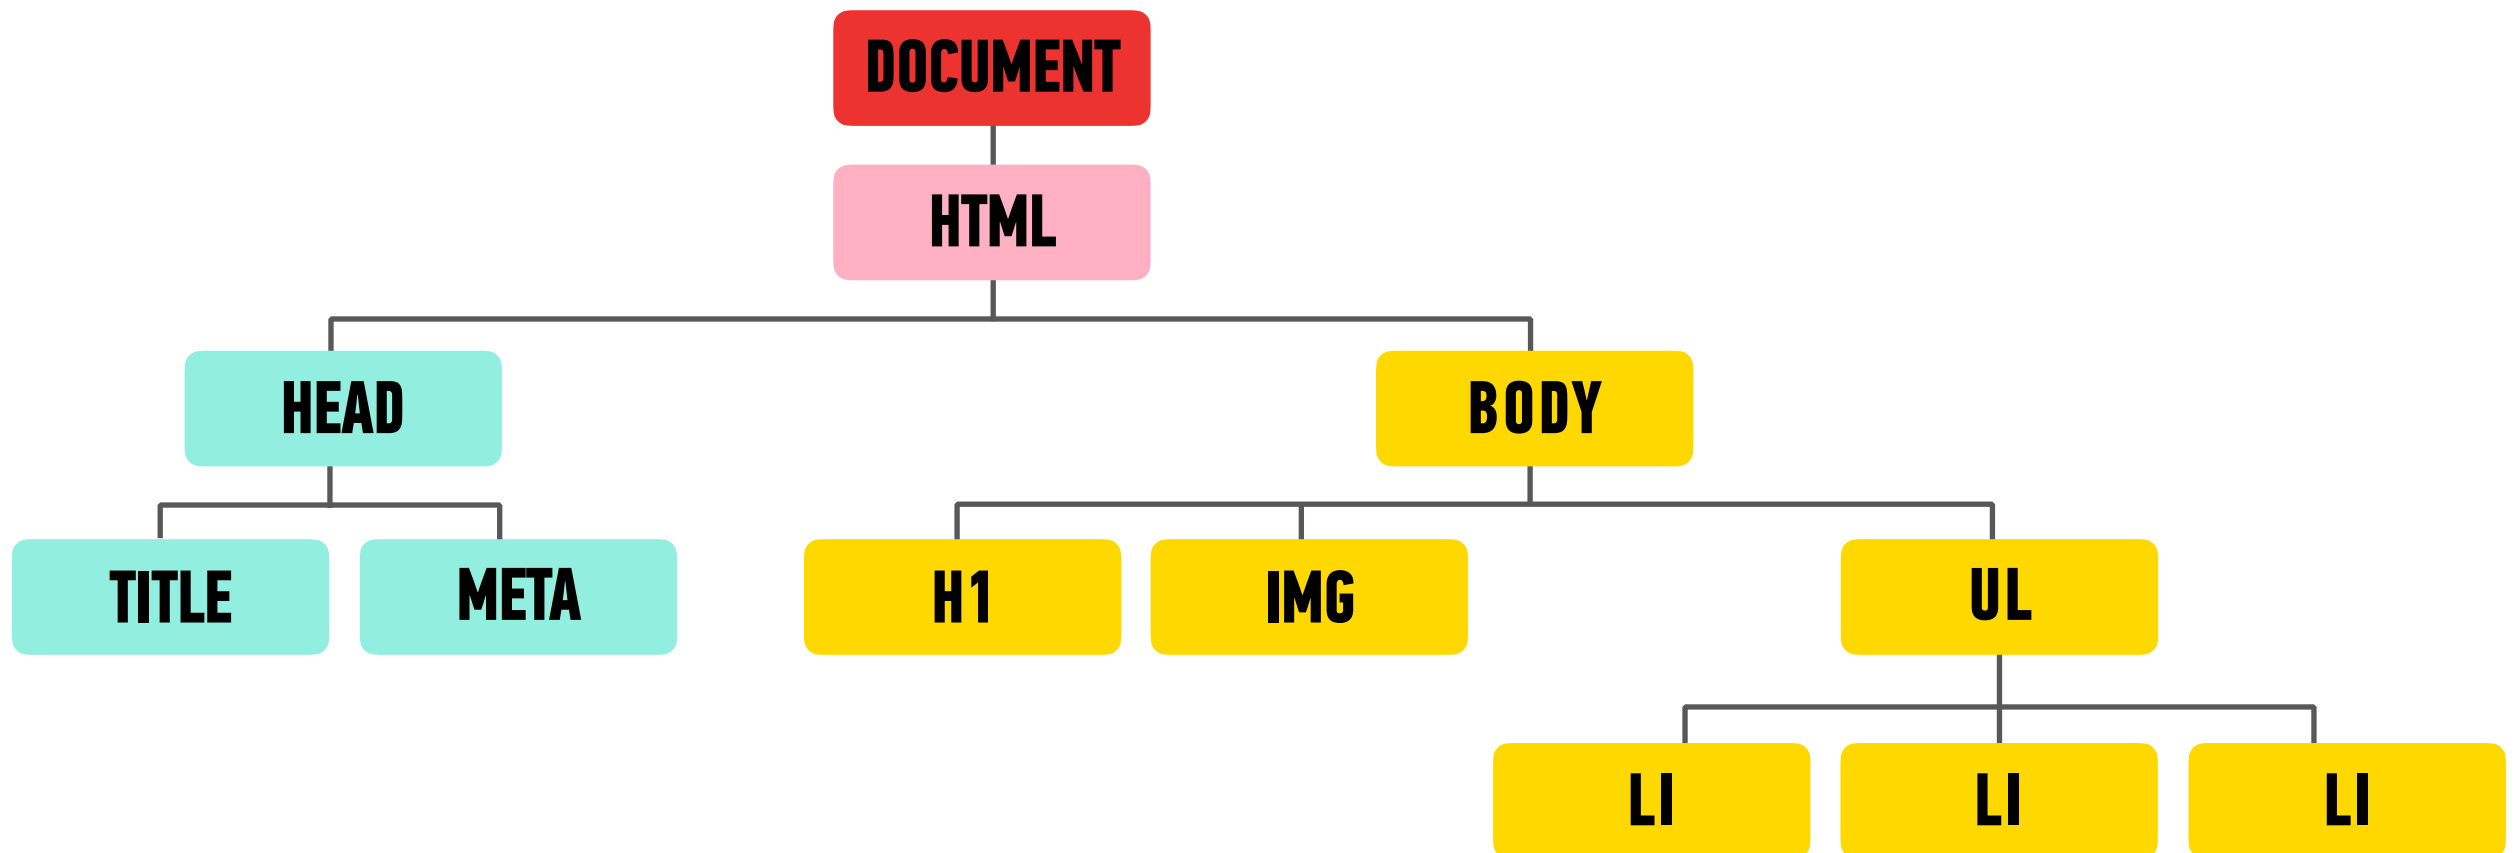 DOCUMENT
HTML
HEAD
BODY
TITLE
META
H1
IMG
UL
LI
LI
LI